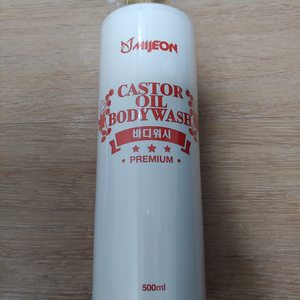 MIJEON
CASTOR
OIL
BODYWASH
바디워시
PREMIUM
500ml